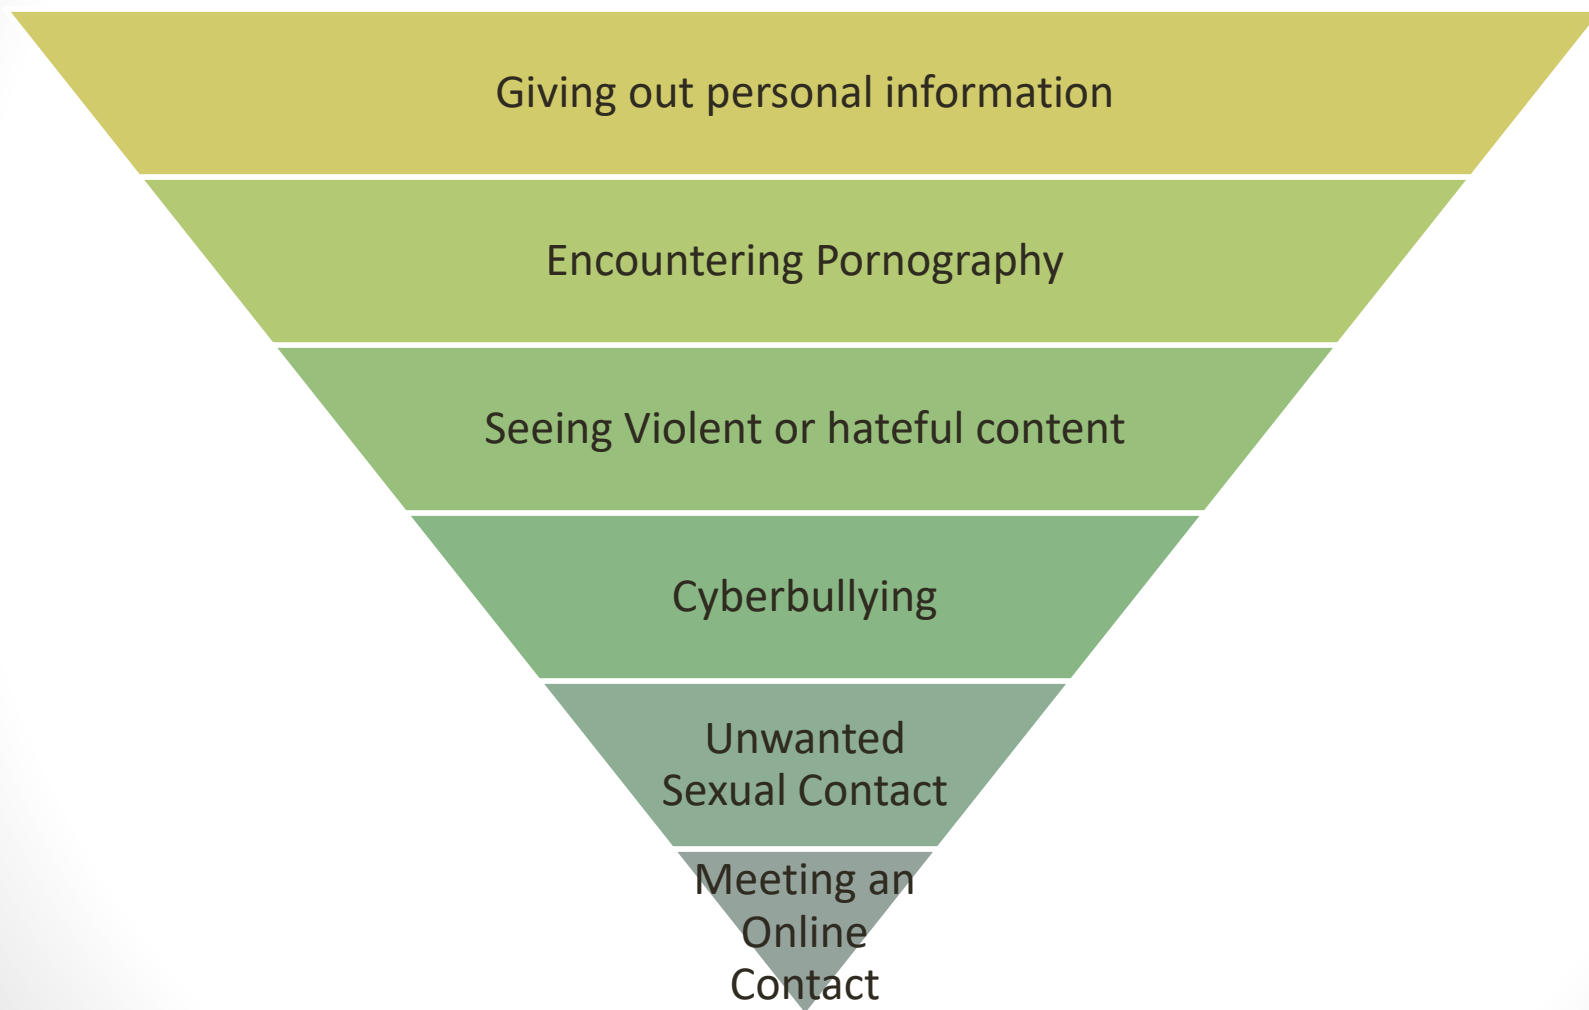 Giving out personal information
Encountering Pornography
Seeing Violent or hateful content
Cyberbullying
Unwanted
Sexual Contact
Meeting an
Online
Contact